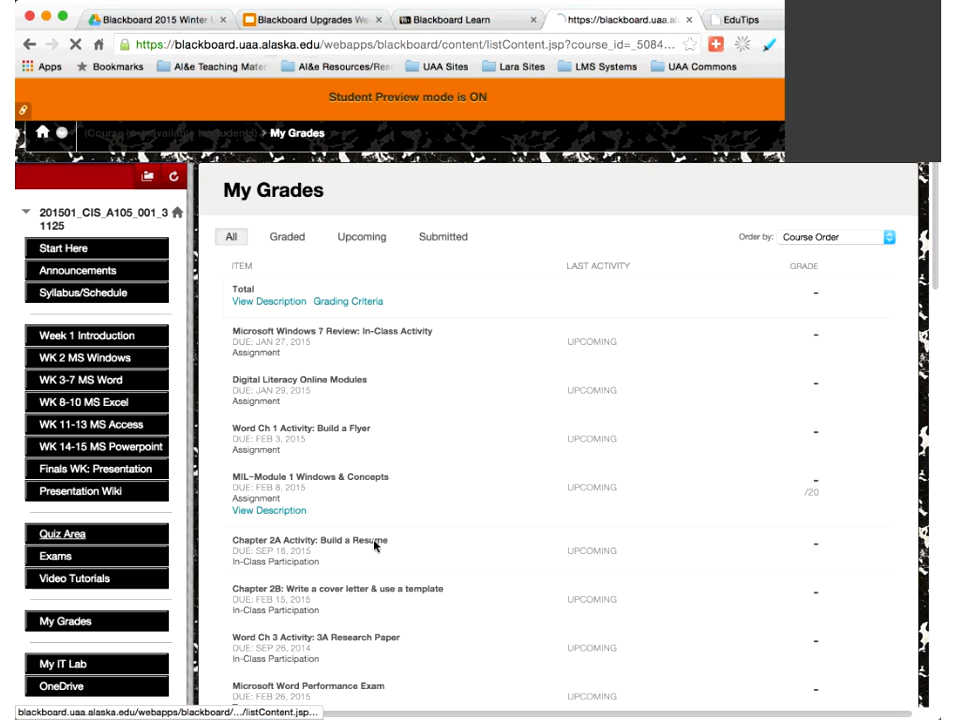 Blackboard 2015 Winter
Blackboard Upgrades We
Blackboard Learn
https://blackboard.uaa.al
EduTips
https://blackboard.uaa.alaska.edu/webapps/blackboard/content/listContent.jsp?course_id=_5084...
Apps
Bookmarks
AI&e Teaching Mater
AI&e Resources/Res
UAA Sites
Lara Sites
LMS Systems
UAA Commons
Student Preview mode is ON
(Course is unavailable to students) > My Grades
201501_CIS_A105_001_3
1125
Start Here
Announcements
Syllabus/Schedule
Week 1 Introduction
WK 2 MS Windows
WK 3-7 MS Word
WK 8-10 MS Excel
WK 11-13 MS Access
WK 14-15 MS Powerpoint
Finals WK: Presentation
Presentation Wiki
Quiz Area
Exams
Video Tutorials
My Grades
My IT Lab
OneDrive
My Grades
All
Graded
Upcoming
Submitted
Order by: Course Order
ITEM
LAST ACTIVITY
GRADE
Total
-
View Description Grading Criteria
Microsoft Windows 7 Review: In-Class Activity
-
DUE: JAN 27, 2015
UPCOMING
Assignment
Digital Literacy Online Modules
-
DUE: JAN 29, 2015
UPCOMING
Assignment
Word Ch 1 Activity: Build a Flyer
-
DUE: FEB 3, 2015
UPCOMING
Assignment
MIL~Module 1 Windows & Concepts
-
DUE: FEB 8, 2015
UPCOMING
/20
Assignment
View Description
Chapter 2A Activity: Build a Resume
-
DUE: SEP 16, 2015
UPCOMING
In-Class Participation
Chapter 2B: Write a cover letter & use a template
-
DUE: FEB 15, 2015
UPCOMING
In-Class Participation
Word Ch 3 Activity: 3A Research Paper
-
DUE: SEP 26, 2014
UPCOMING
In-Class Participation
Microsoft Word Performance Exam
-
DUE: FEB 26, 2015
UPCOMING
blackboard.uaa.alaska.edu/webapps/blackboard/.../listContent.jsp...